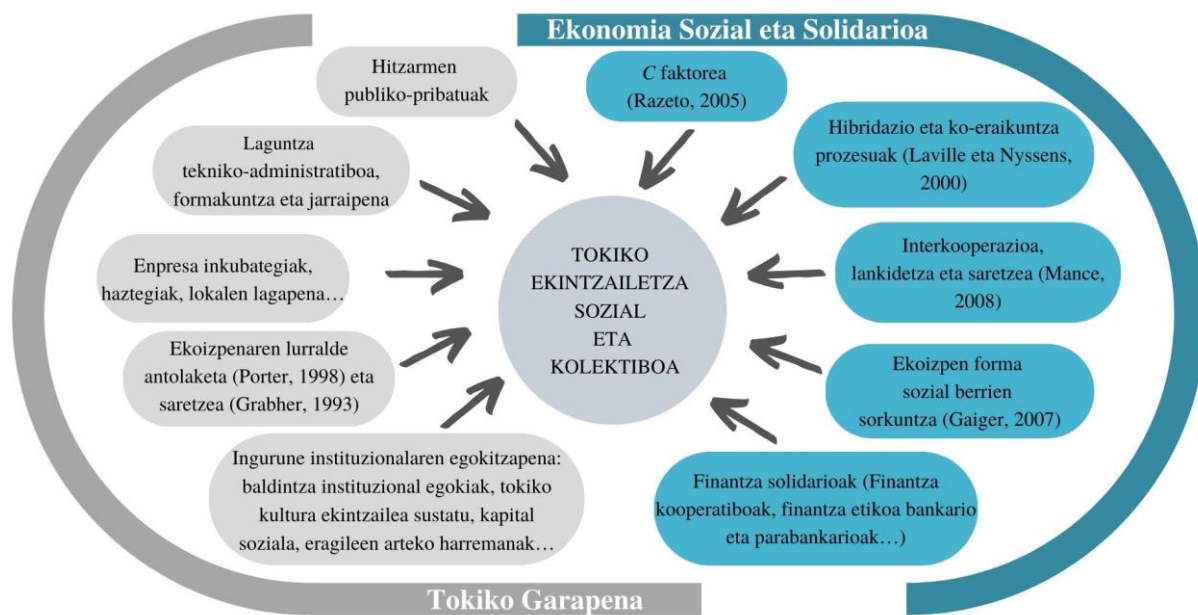 Ekonomia Sozial eta Solidarioa
Hitzarmen
publiko-pribatuak
C faktorea
(Razeto, 2005)
Laguntza
tekniko-administratiboa,
formakuntza eta jarraipena
Hibridazio eta ko-eraikuntza
prozesuak (Laville eta Nyssens,
2000)
Enpresa inkubategiak,
haztegiak, lokalen lagapena…
TOKIKO
EKINTZAILETZA
SOZIAL
ETA
KOLEKTIBOA
Interkooperazioa,
lankidetza eta saretzea (Mance,
2008)
Ekoizpenaren lurralde
antolaketa (Porter, 1998) eta
saretzea (Grabher, 1993)
Ekoizpen forma
sozial berrien
sorkuntza (Gaiger, 2007)
Ingurune instituzionalaren egokitzapena:
baldintza instituzional egokiak, tokiko
kultura ekintzailea sustatu, kapital
soziala, eragileen arteko harremanak…
Finantza solidarioak (Finantza
kooperatiboak, finantza etikoa bankario
eta parabankarioak…)
Tokiko Garapena